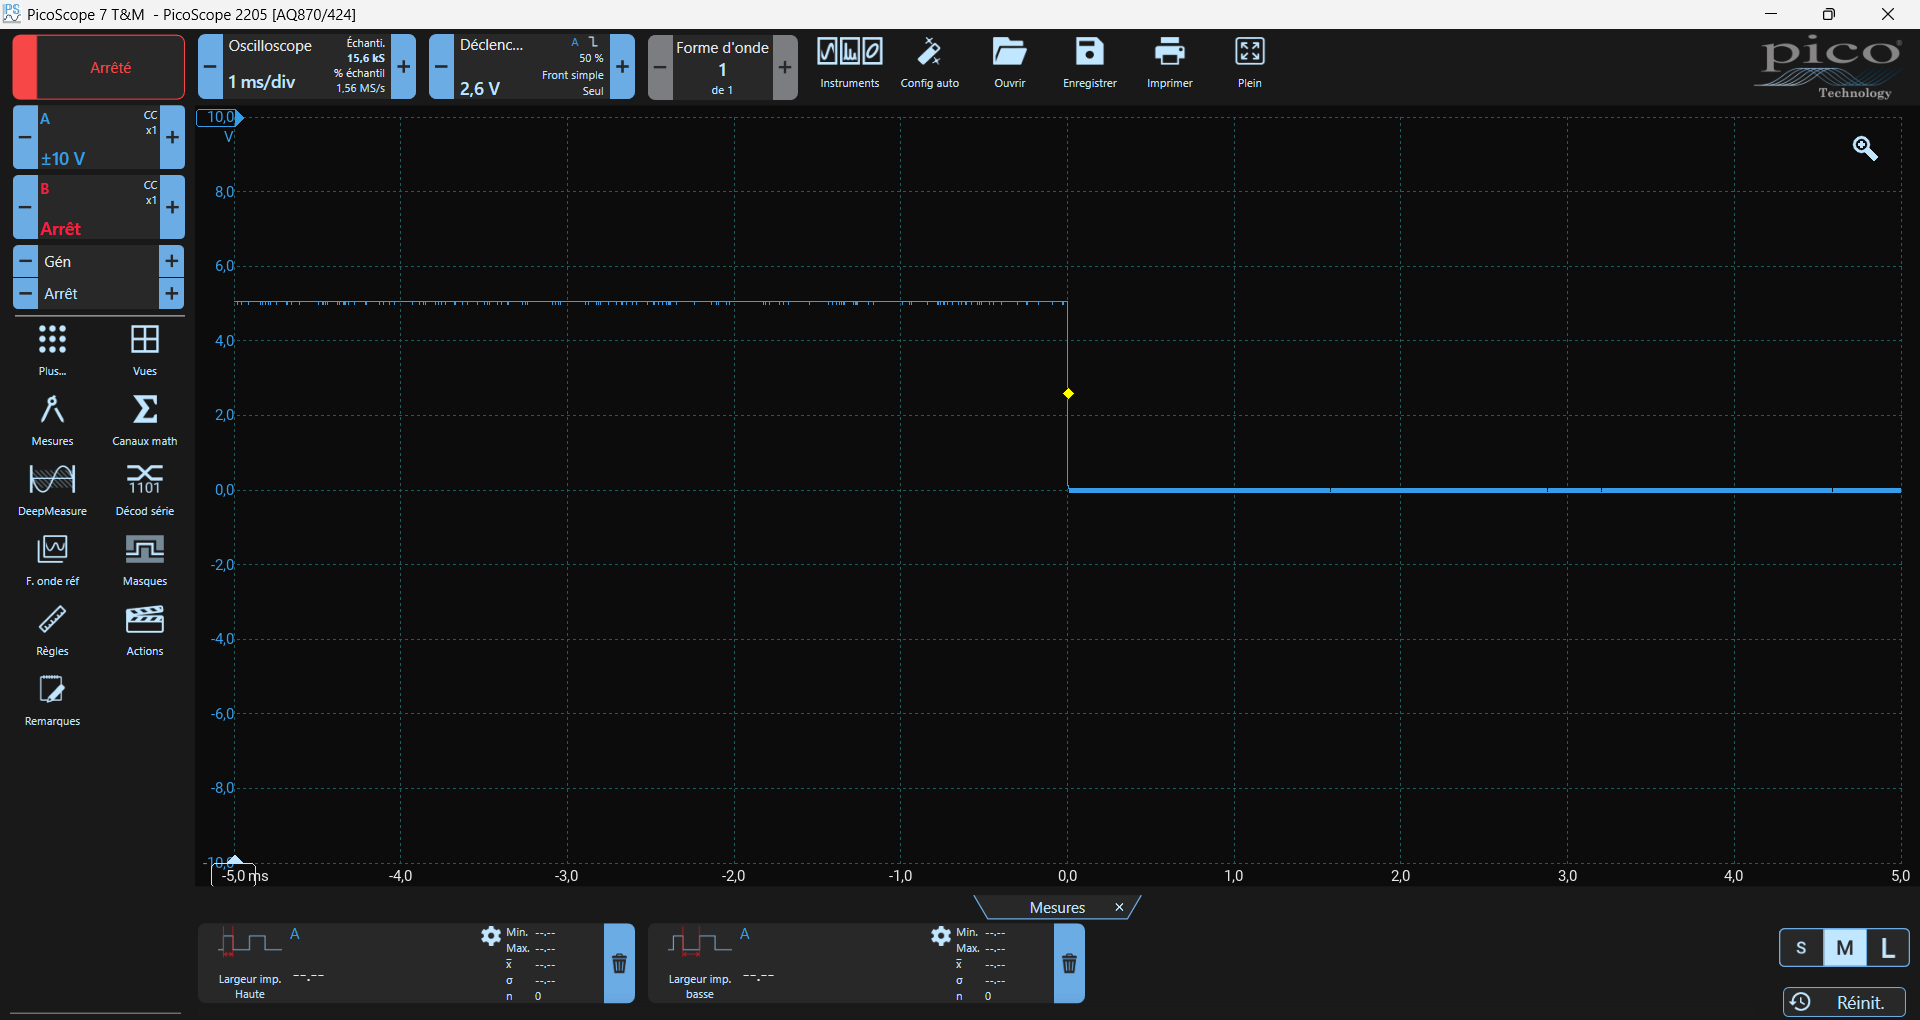 PicoScope 7 T&M - PicoScope 2205 [AQ870/424]
Arrêté
Oscilloscope
1 ms/div
Échanti.
15,6 kS
% échantil
1,56 MS/s
Déclenc...
2,6 V
A
50 %
Front simple
Seul
Forme d'onde
1
de 1
Instruments
Config auto
Ouvrir
Enregistrer
Imprimer
Plein
pico
Technology
A
CC
x1
±10 V
B
CC
x1
Arrêt
Gén
Arrêt
Plus...
Vues
Mesures
Canaux math
DeepMeasure
1101
Décod série
F. onde réf
Masques
Règles
Actions
Remarques
10,0
V
8,0
6,0
4,0
2,0
0,0
-2,0
-4,0
-6,0
-8,0
-10,0
-5,0 ms
-4,0
-3,0
-2,0
-1,0
0,0
1,0
2,0
3,0
4,0
5,0
Mesures
A
Largeur imp.
Haute
--,--
Min. --,--
Max. --,--
x̄ --,--
σ --,--
n 0
A
Largeur imp.
basse
--,--
Min. --,--
Max. --,--
x̄ --,--
σ --,--
n 0
S
M
L
Réinit.